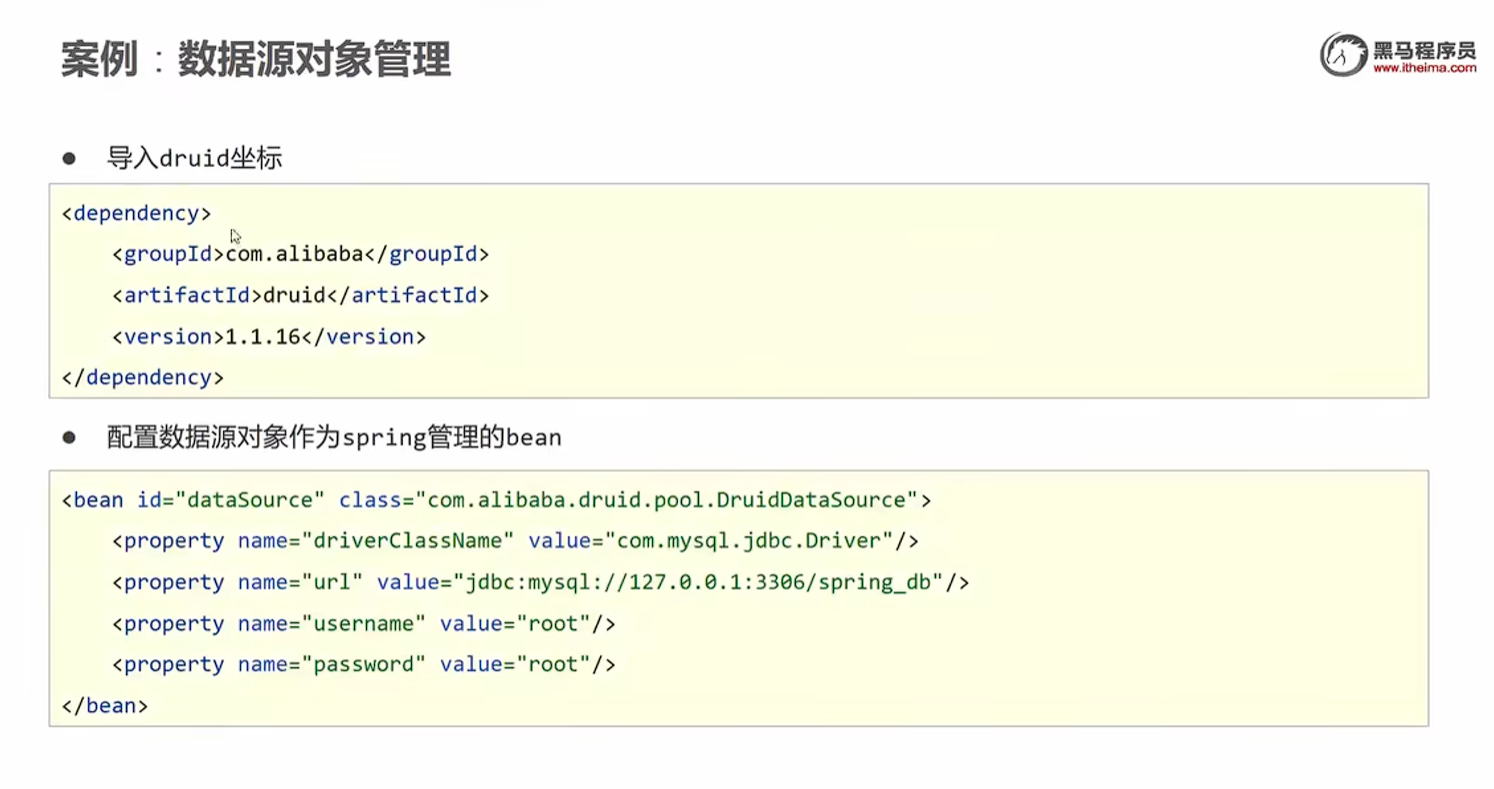 案例：数据源对象管理
黑马程序员
www.itheima.com
● 导入druid坐标
<dependency>
    <groupId>com.alibaba</groupId>
    <artifactId>druid</artifactId>
    <version>1.1.16</version>
</dependency>
● 配置数据源对象作为spring管理的bean
<bean id="dataSource" class="com.alibaba.druid.pool.DruidDataSource">
    <property name="driverClassName" value="com.mysql.jdbc.Driver"/>
    <property name="url" value="jdbc:mysql://127.0.0.1:3306/spring_db"/>
    <property name="username" value="root"/>
    <property name="password" value="root"/>
</bean>